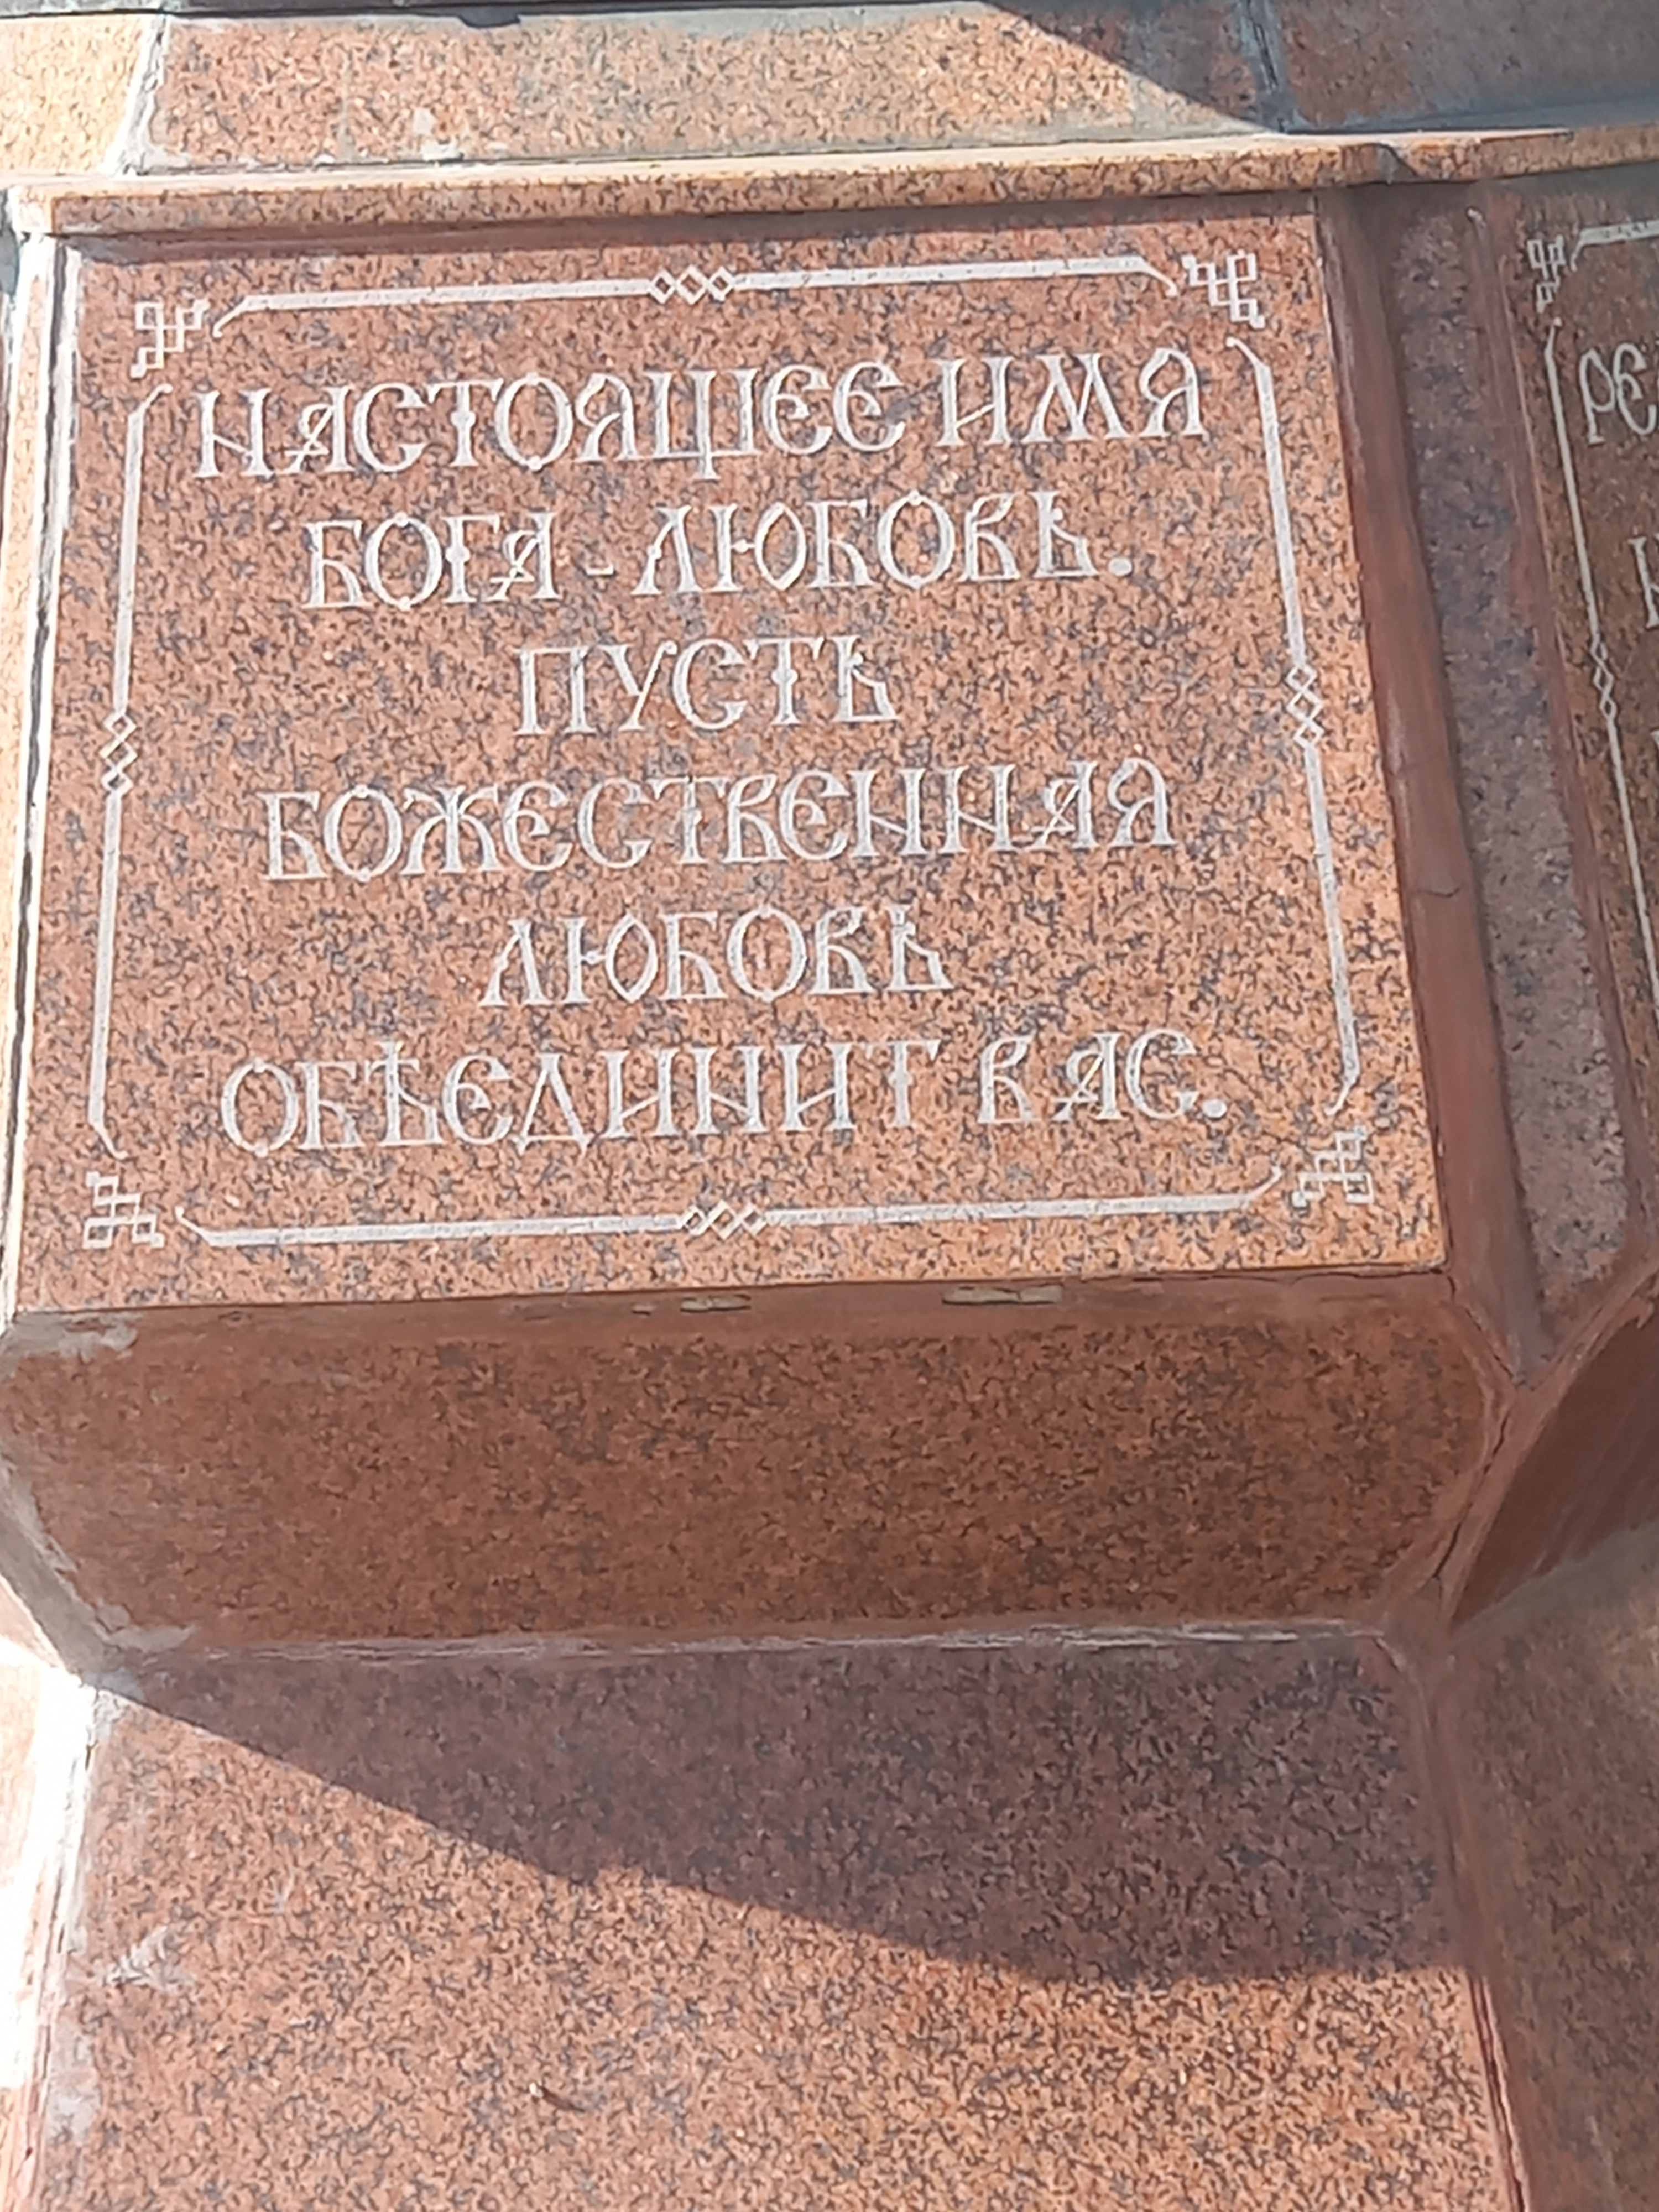 НАСТОЯЩЕЕ ИМЯ
БОГА - ЛЮБОВЬ.
ПУСТЬ
БОЖЕСТВЕННАЯ
ЛЮБОВЬ
ОБЪЕДИНИТ ВАС.